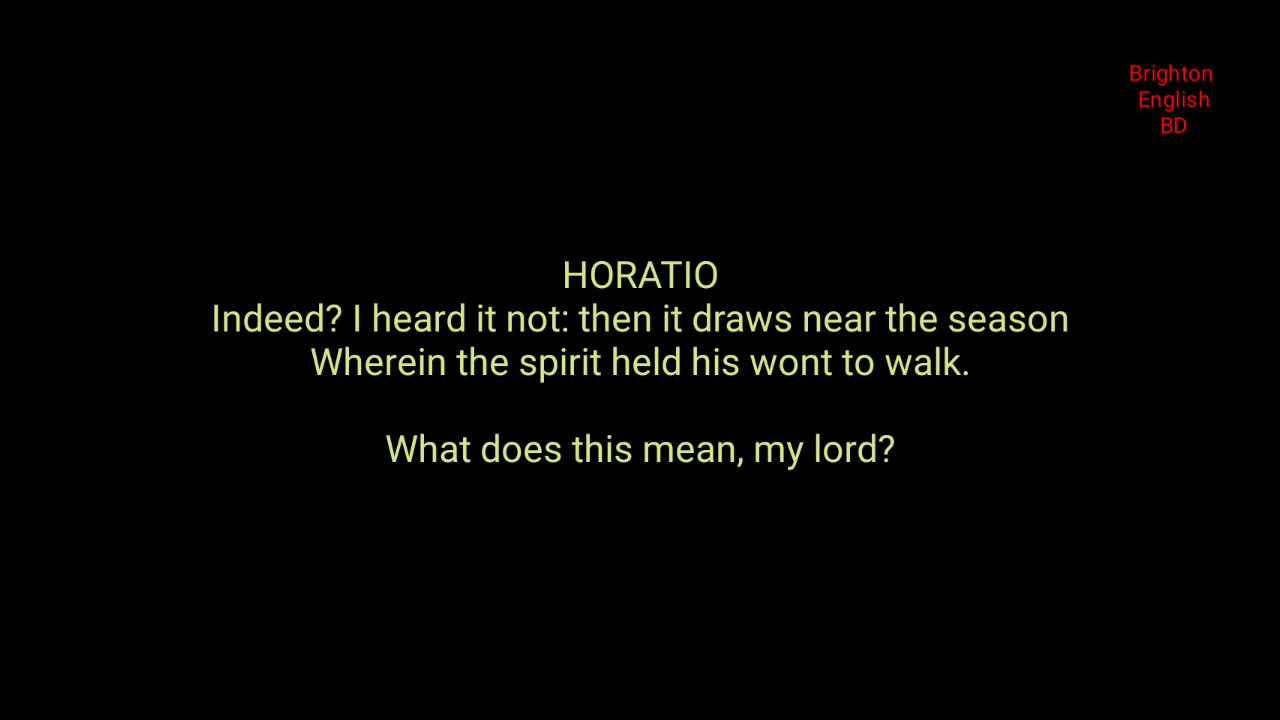 Brighton
English
BD
HORATIO
Indeed? I heard it not: then it draws near the season
Wherein the spirit held his wont to walk.
What does this mean, my lord?